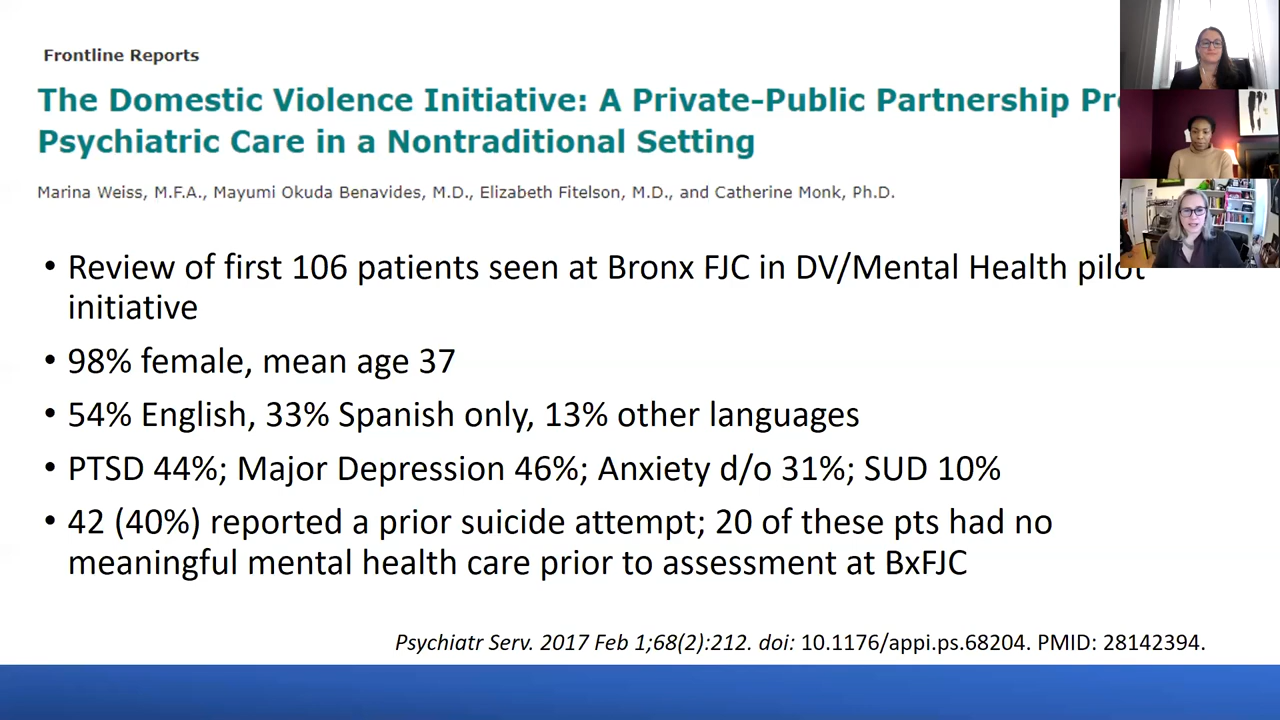 Frontline Reports
The Domestic Violence Initiative: A Private-Public Partnership
Psychiatric Care in a Nontraditional Setting
Marina Weiss, M.F.A., Mayumi Okuda Benavides, M.D., Elizabeth Fitelson, M.D., and Catherine Monk, Ph.D.
• Review of first 106 patients seen at Bronx FJC in DV/Mental Health pilot
initiative
• 98% female, mean age 37
• 54% English, 33% Spanish only, 13% other languages
• PTSD 44%; Major Depression 46%; Anxiety d/o 31%; SUD 10%
• 42 (40%) reported a prior suicide attempt; 20 of these pts had no
meaningful mental health care prior to assessment at BxFJC
Psychiatr Serv. 2017 Feb 1;68(2):212. doi: 10.1176/appi.ps.68204. PMID: 28142394.